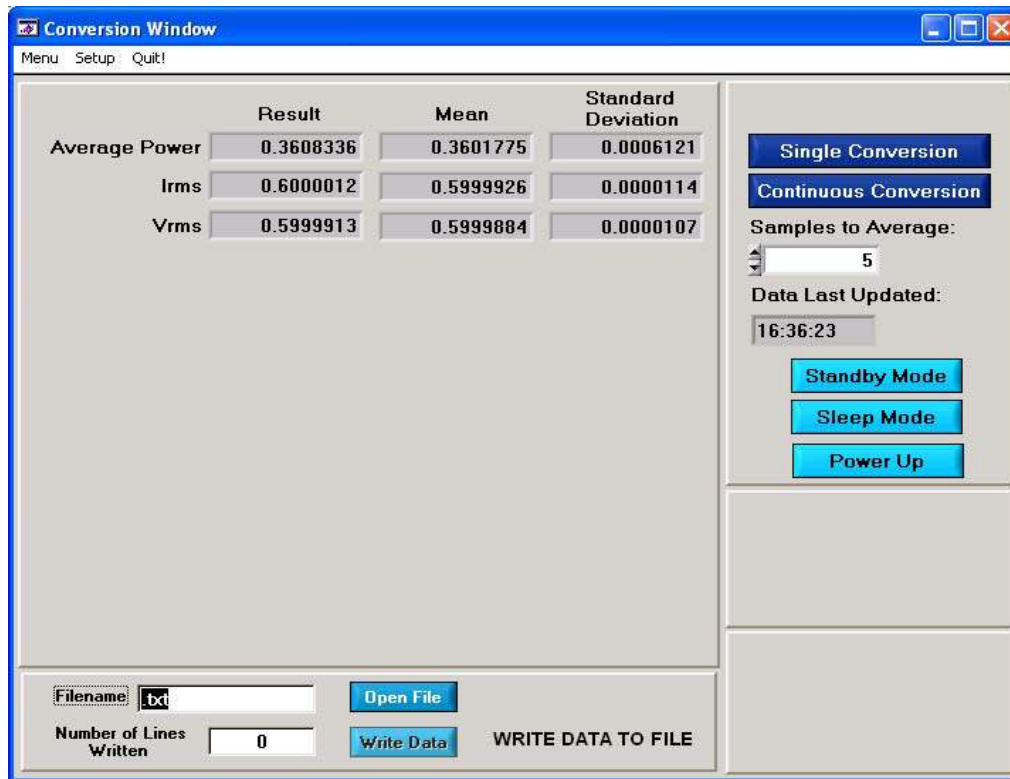 Conversion Window
Menu Setup Quit!
Result Mean Standard Deviation
Average Power 0.3608336 0.3601775 0.0006121
Irms 0.6000012 0.5999926 0.0000114
Vrms 0.5999913 0.5999884 0.0000107
Single Conversion
Continuous Conversion
Samples to Average:
5
Data Last Updated:
16:36:23
Standby Mode
Sleep Mode
Power Up
Filename .txt Open File
Number of Lines Written 0 Write Data WRITE DATA TO FILE